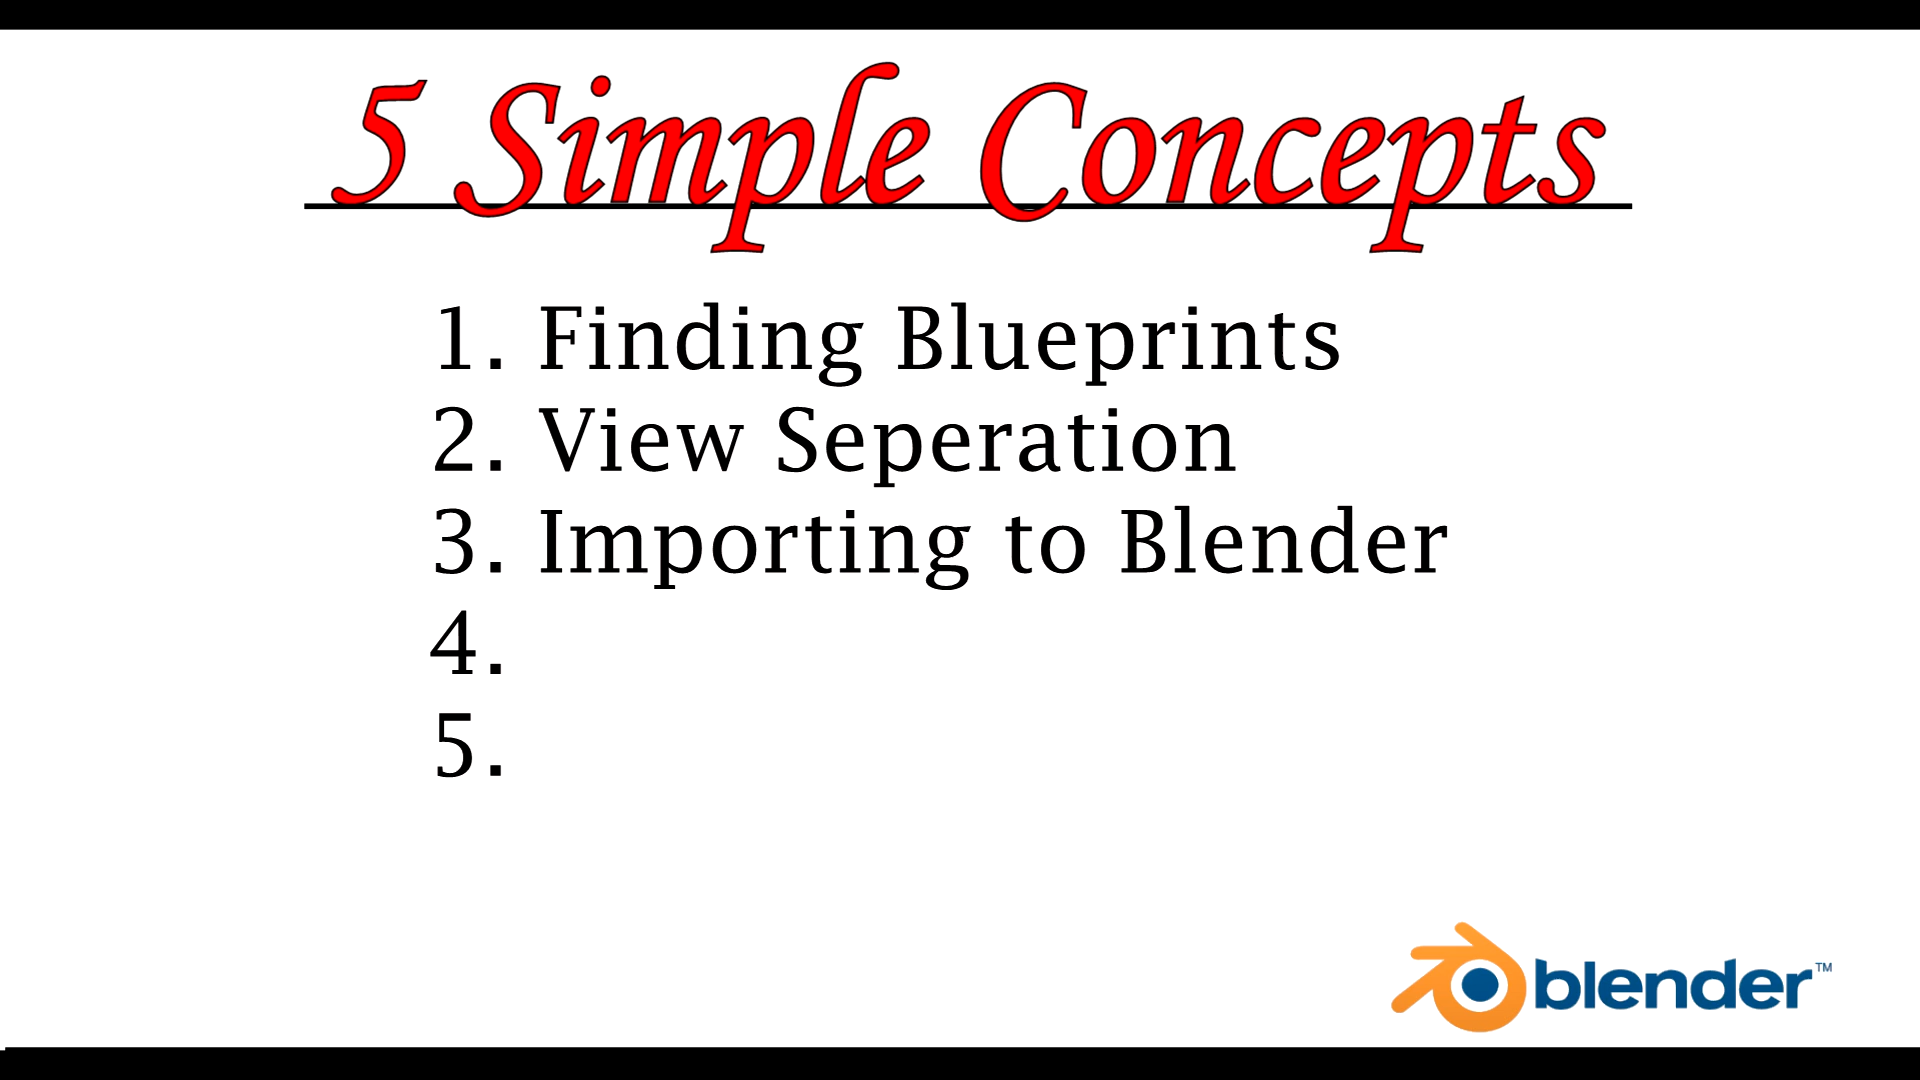 5 Simple Concepts
1. Finding Blueprints
2. View Seperation
3. Importing to Blender
4.
5.
blender™